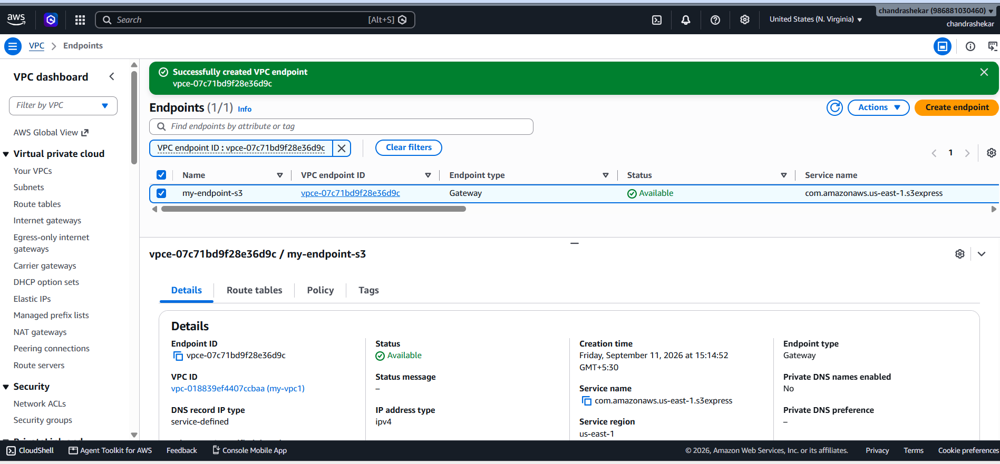 aws
Search
[Alt+S]
United States (N. Virginia)
chandrashekar (986881030460)
chandrashekar
VPC
Endpoints
VPC dashboard
Filter by VPC
AWS Global View
Virtual private cloud
Your VPCs
Subnets
Route tables
Internet gateways
Egress-only internet
gateways
Carrier gateways
DHCP option sets
Elastic IPs
Managed prefix lists
NAT gateways
Peering connections
Route servers
Security
Network ACLs
Security groups
Successfully created VPC endpoint
vpce-07c71bd9f28e36d9c
Endpoints (1/1) Info
Actions
Create endpoint
Find endpoints by attribute or tag
VPC endpoint ID : vpce-07c71bd9f28e36d9c
Clear filters
1
Name VPC endpoint ID Endpoint type Status Service name
my-endpoint-s3 vpce-07c71bd9f28e36d9c Gateway Available com.amazonaws.us-east-1.s3express
vpce-07c71bd9f28e36d9c / my-endpoint-s3
Details Route tables Policy Tags
Details
Endpoint ID
vpce-07c71bd9f28e36d9c
VPC ID
vpc-018839ef4407ccbaa (my-vpc1)
DNS record IP type
service-defined
Status
Available
Status message
–
IP address type
ipv4
Creation time
Friday, September 11, 2026 at 15:14:52
GMT+5:30
Service name
com.amazonaws.us-east-1.s3express
Service region
us-east-1
Endpoint type
Gateway
Private DNS names enabled
No
Private DNS preference
–
CloudShell
Agent Toolkit for AWS
Feedback
Console Mobile App
© 2026, Amazon Web Services, Inc. or its affiliates.
Privacy
Terms
Cookie preferences